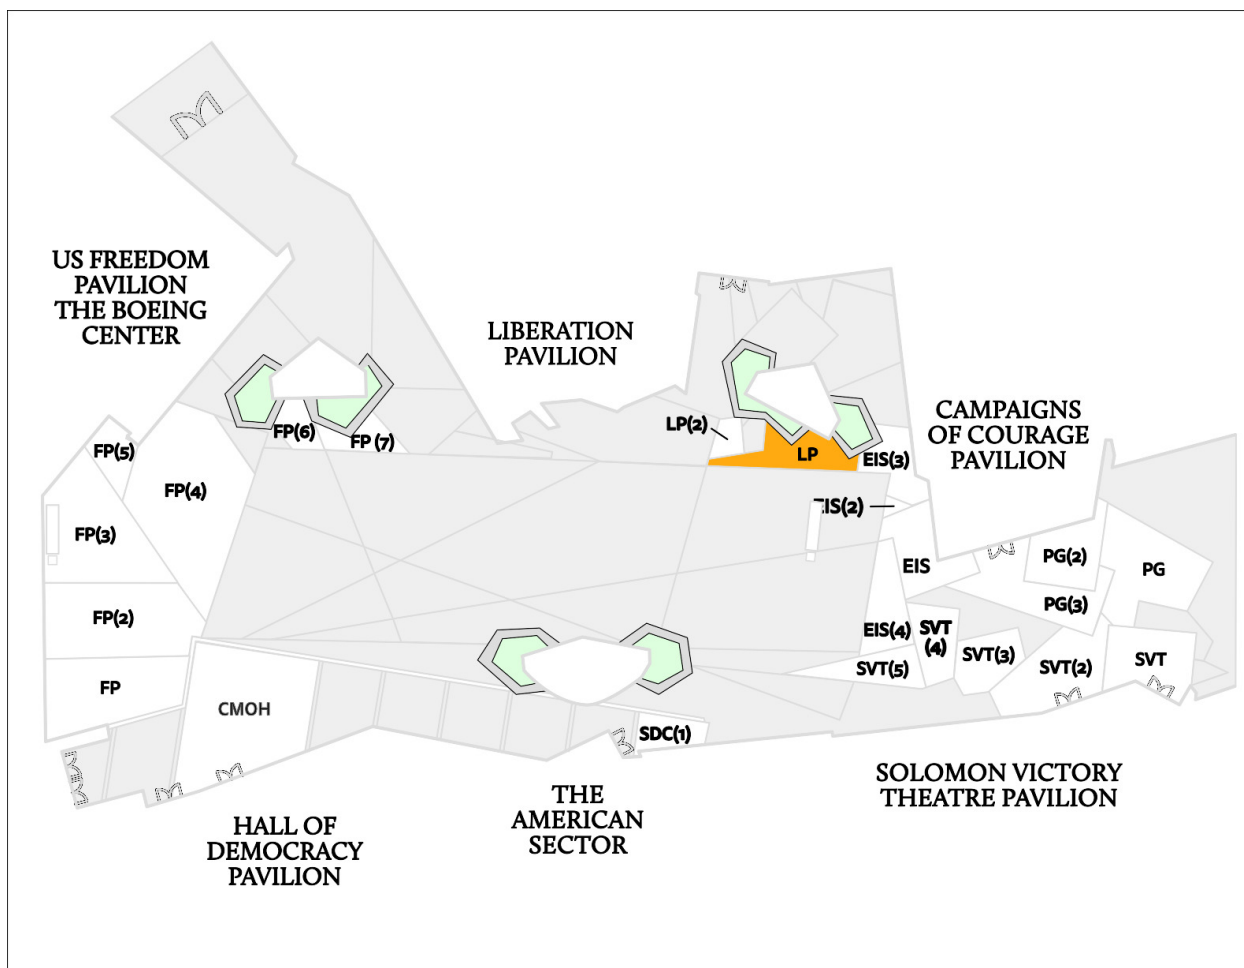 US FREEDOM
PAVILION
THE BOEING
CENTER
LIBERATION
PAVILION
CAMPAIGNS
OF COURAGE
PAVILION
FP(5)
FP(4)
FP(3)
FP(2)
FP
FP(6)
FP (7)
LP(2)
LP
EIS(3)
EIS(2)
EIS
EIS(4)
PG(2)
PG
PG(3)
SVT
(4)
SVT(3)
SVT(5)
SVT(2)
SVT
CMOH
SDC(1)
SOLOMON VICTORY
THEATRE PAVILION
THE
AMERICAN
SECTOR
HALL OF
DEMOCRACY
PAVILION